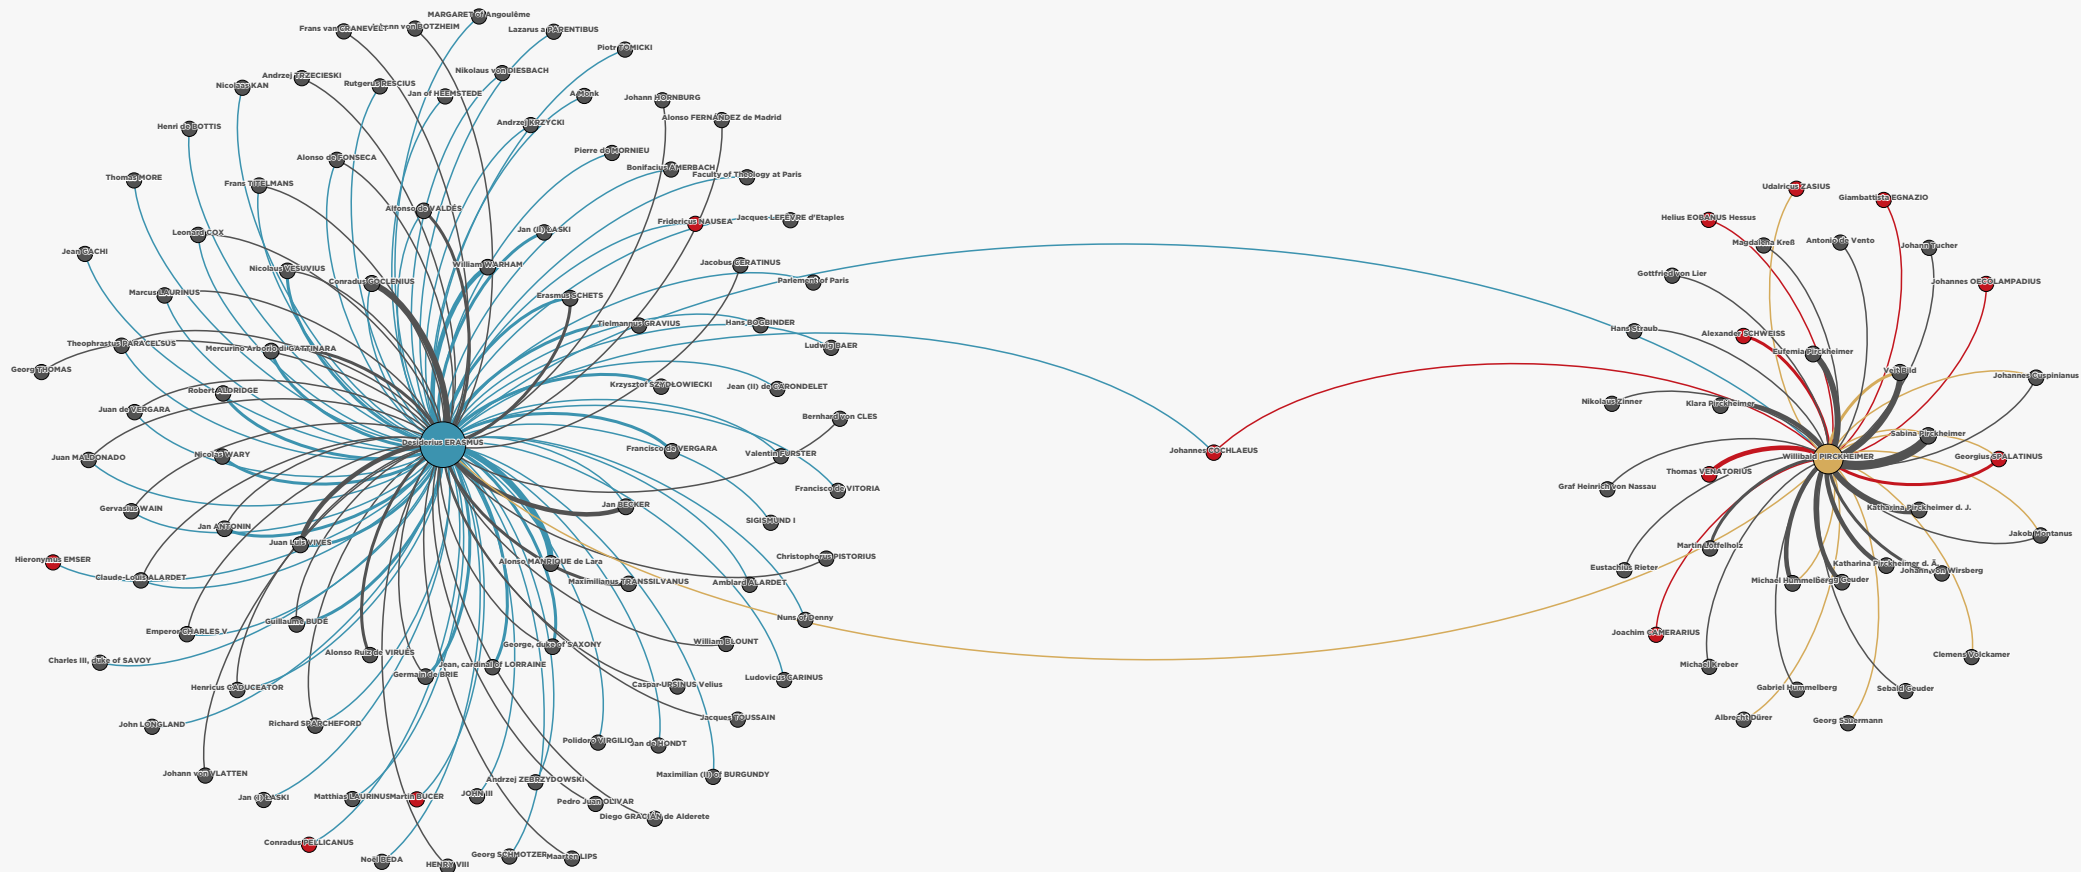 MARGARET of Angoulême
Frans van CRANEVELT
Johann von BOTZHEIM
Lazarus a PARENTIBUS
Piotr TOMICKI
Andrzej TRZECIESKI
Nikolaus von DIESBACH
Nicolaas KAN
Rutgerus RESCIUS
Jan of HEEMSTEDE
A Monk
Johann HORNBURG
Alonso FERNÁNDEZ de Madrid
Henri de BOTTIS
Andrzej KRZYCKI
Pierre de MORNIEU
Alonso de FONSECA
Bonifacius AMERBACH
Faculty of Theology at Paris
Thomas MORE
Frans TITELMANS
Alfonso de VALDÉS
Fridericus NAUSEA
Jacques LEFÈVRE d'Etaples
Leonard COX
Jan (II) ŁASKI
Jean GACHI
Nicolaus VESUVIUS
William WARHAM
Jacobus CERATINUS
Conradus GOCLENIUS
Parlement of Paris
Marcus LAURINUS
Erasmus SCHETS
Tielmannus GRAVIUS
Hans BOGBINDER
Theophrastus PARACELSUS
Mercurino Arborio di GATTINARA
Ludwig BAER
Georg THOMAS
Robert ALDRIDGE
Krzysztof SZYDŁOWIECKI
Jean (II) de CARONDELET
Juan de VERGARA
Bernhard von CLES
Desiderius ERASMUS
Juan MALDONADO
Nicolas WARY
Francisco de VERGARA
Valentin FURSTER
Francisco de VITORIA
Gervasius WAIN
Jan ANTONIN
Jan BECKER
SIGISMUND I
Juan Luis VIVES
Hieronymus EMSER
Claude-Louis ALARDET
Alonso MANRIQUE de Lara
Christophorus PISTORIUS
Maximilianus TRANSSILVANUS
Amblard ALARDET
Emperor CHARLES V
Guillaume BUDÉ
Nuns of Denny
Charles III, duke of SAVOY
Alonso Ruiz de VIRUÉS
George, duke of SAXONY
William BLOUNT
Jean, cardinal of LORRAINE
Germain de BRIE
Henricus CADUCEATOR
Caspar-URSINUS Velius
Ludovicus CARINUS
John LONGLAND
Richard SPARCHEFORD
Jacques TOUSSAIN
Polidoro VIRGILIO
Jan de HONDT
Johann von VLATTEN
Maximilian (II) of BURGUNDY
Jan (I) ŁASKI
Matthias LAURINUS
Martin BUCER
JOHN III
Andrzej ZEBRZYDOWSKI
Pedro Juan OLIVAR
Diego GRACIÁN de Alderete
Conradus PELLICANUS
Noël BÉDA
HENRY VIII
Georg SCHMOTZER
Maarten LIPS
Johannes COCHLAEUS
Udalricus ZASIUS
Giambattista EGNAZIO
Helius EOBANUS Hessus
Magdalena Kreß
Antonio de Vento
Johann Tucher
Gottfried von Lier
Johannes OECOLAMPADIUS
Hans Straub
Alexander SCHWEISS
Eufemia Pirckheimer
Veit Bild
Johannes Cuspinianus
Nikolaus Zinner
Klara Pirckheimer
Sabina Pirckheimer
Willibald PIRCKHEIMER
Georgius SPALATINUS
Thomas VENATORIUS
Graf Heinrich von Nassau
Katharina Pirckheimer d. J.
Martin Löffelholz
Jakob Montanus
Eustachius Rieter
Katharina Pirckheimer d. Ä.
Johann von Wirsberg
Michael Hummelberg
Geuder
Joachim CAMERARIUS
Michael Kreber
Clemens Volckamer
Gabriel Hummelberg
Sebald Geuder
Albrecht Dürer
Georg Sauermann